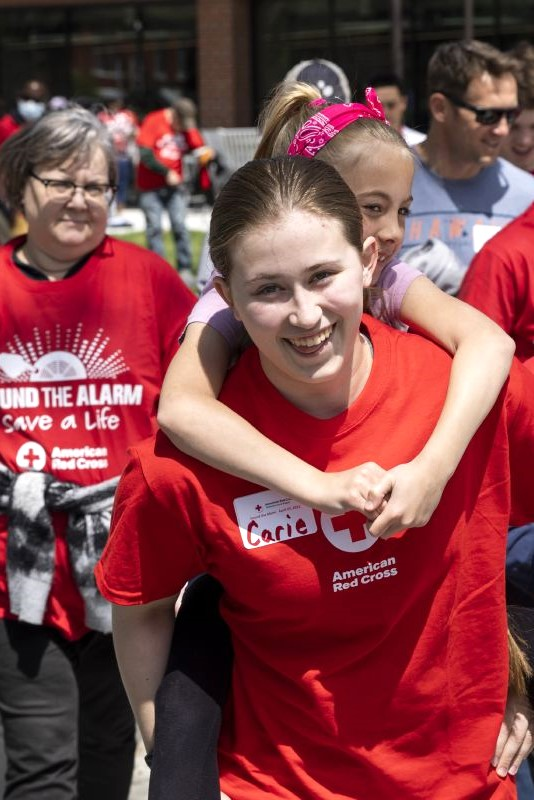 UND THE ALARM
Save a Life
American
Red Cross
Carie
American
Red Cross